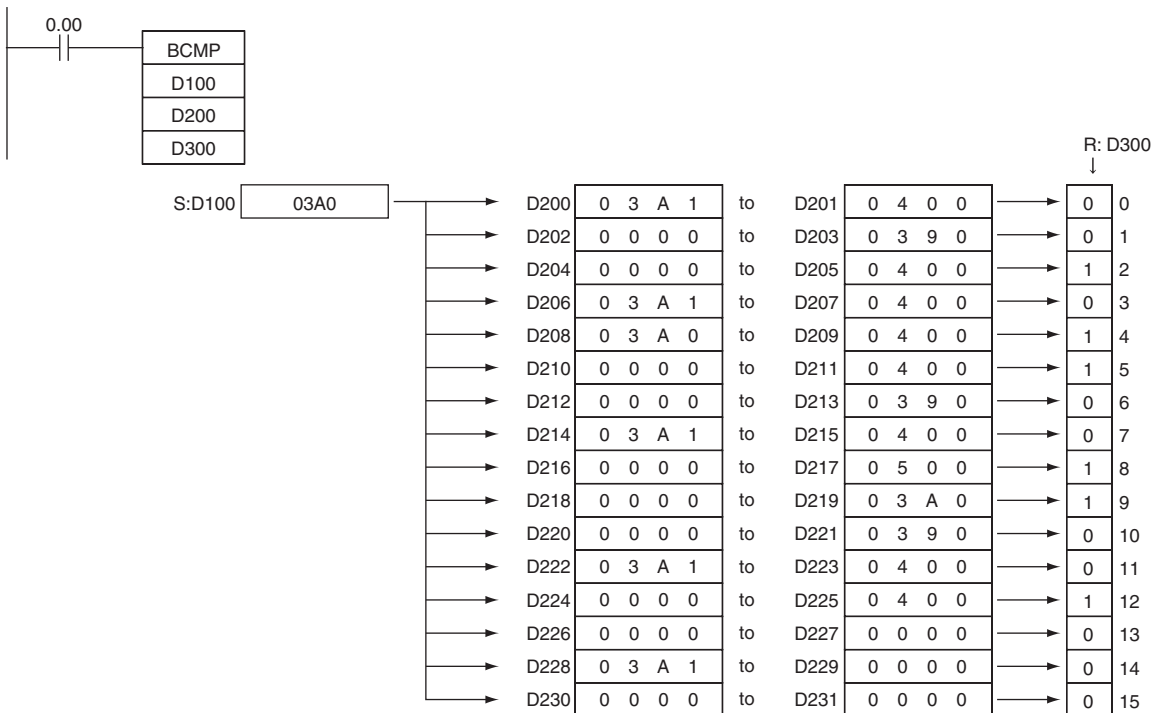 0.00
BCMP
D100
D200
D300
R: D300
↓
S:D100 03A0
D200 0 3 A 1 to D201 0 4 0 0 0 0
D202 0 0 0 0 to D203 0 3 9 0 0 1
D204 0 0 0 0 to D205 0 4 0 0 1 2
D206 0 3 A 1 to D207 0 4 0 0 0 3
D208 0 3 A 0 to D209 0 4 0 0 1 4
D210 0 0 0 0 to D211 0 4 0 0 1 5
D212 0 0 0 0 to D213 0 3 9 0 0 6
D214 0 3 A 1 to D215 0 4 0 0 0 7
D216 0 0 0 0 to D217 0 5 0 0 1 8
D218 0 0 0 0 to D219 0 3 A 0 1 9
D220 0 0 0 0 to D221 0 3 9 0 0 10
D222 0 3 A 1 to D223 0 4 0 0 0 11
D224 0 0 0 0 to D225 0 4 0 0 1 12
D226 0 0 0 0 to D227 0 0 0 0 0 13
D228 0 3 A 1 to D229 0 0 0 0 0 14
D230 0 0 0 0 to D231 0 0 0 0 0 15